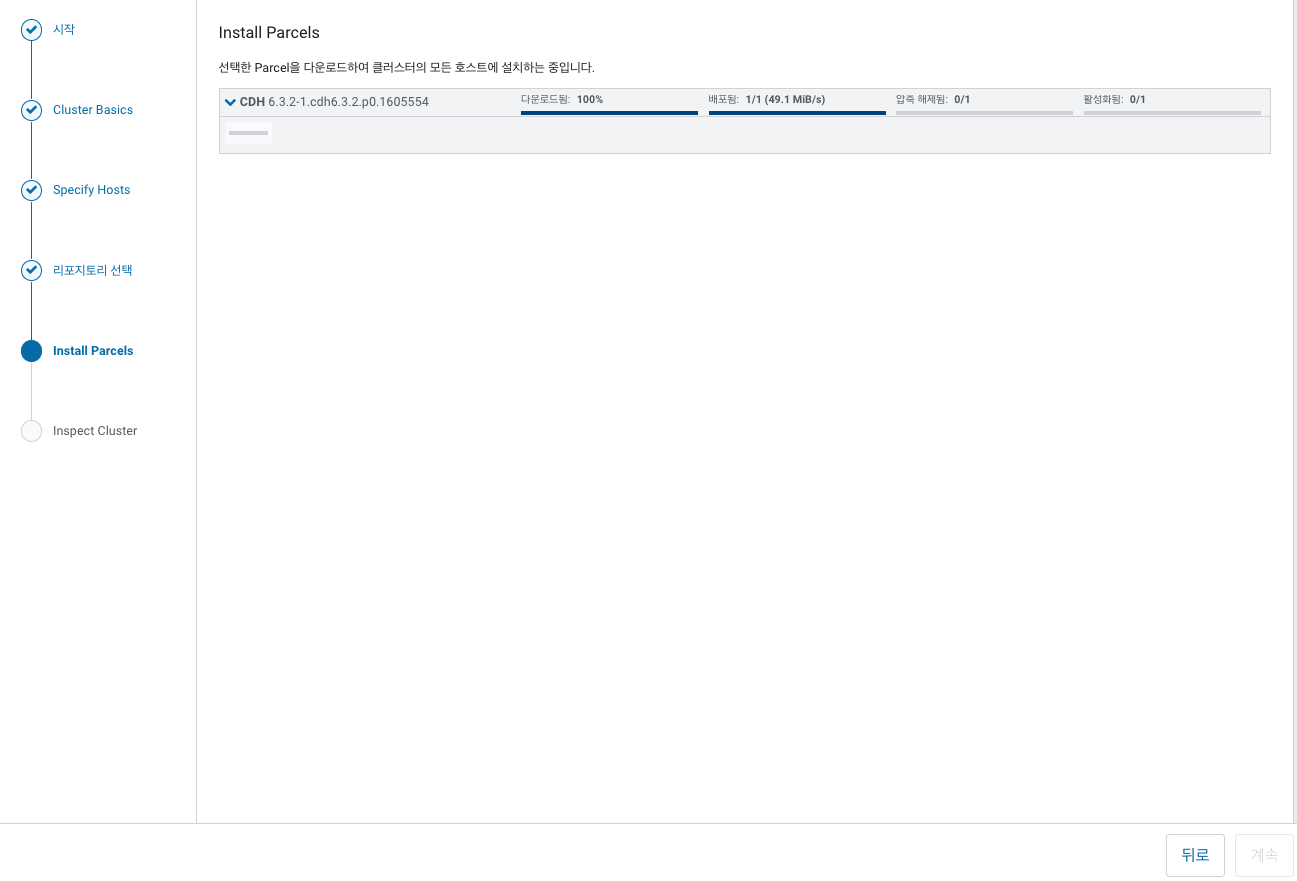 시작
Cluster Basics
Specify Hosts
리포지토리 선택
Install Parcels
Inspect Cluster
Install Parcels
선택한 Parcel을 다운로드하여 클러스터의 모든 호스트에 설치하는 중입니다.
CDH 6.3.2-1.cdh6.3.2.p0.1605554 다운로드됨: 100% 배포됨: 1/1 (49.1 MiB/s) 압축 해제됨: 0/1 활성화됨: 0/1
뒤로 계속